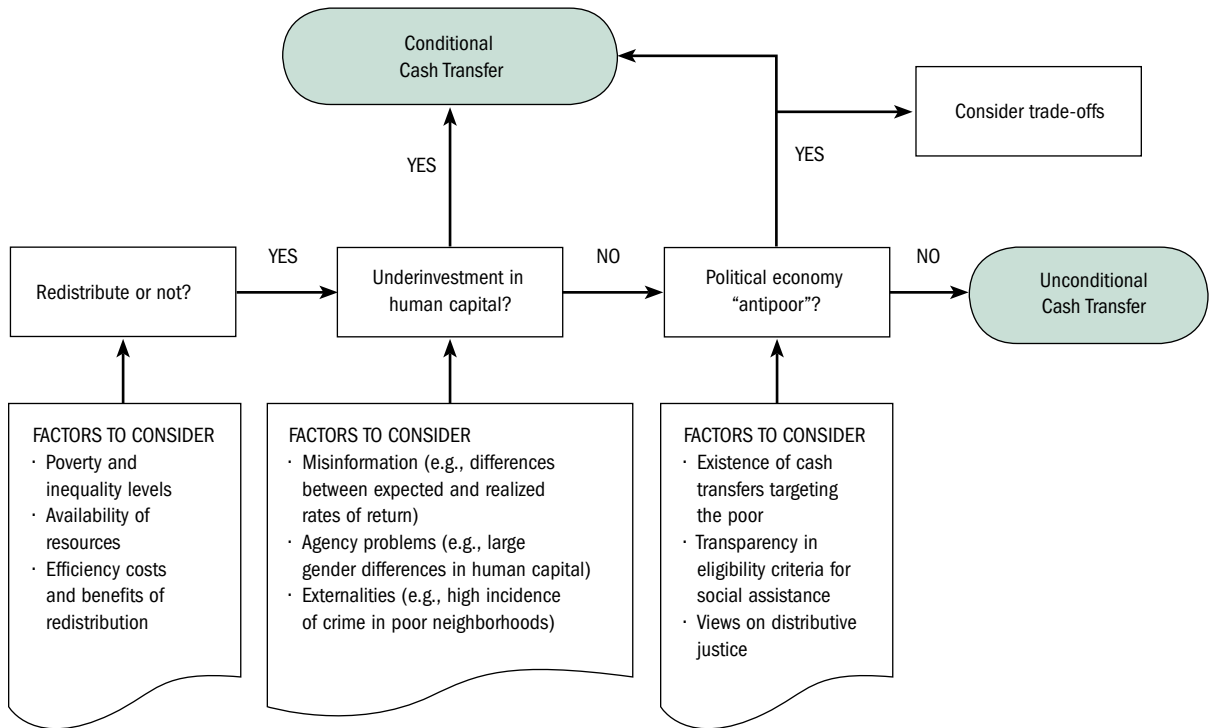 Conditional
Cash Transfer
Consider trade-offs
YES
YES
Redistribute or not?
YES
Underinvestment in
human capital?
NO
Political economy
“antipoor”?
NO
Unconditional
Cash Transfer
FACTORS TO CONSIDER
· Poverty and
inequality levels
· Availability of
resources
· Efficiency costs
and benefits of
redistribution
FACTORS TO CONSIDER
· Misinformation (e.g., differences
between expected and realized
rates of return)
· Agency problems (e.g., large
gender differences in human capital)
· Externalities (e.g., high incidence
of crime in poor neighborhoods)
FACTORS TO CONSIDER
· Existence of cash
transfers targeting
the poor
· Transparency in
eligibility criteria for
social assistance
· Views on distributive
justice